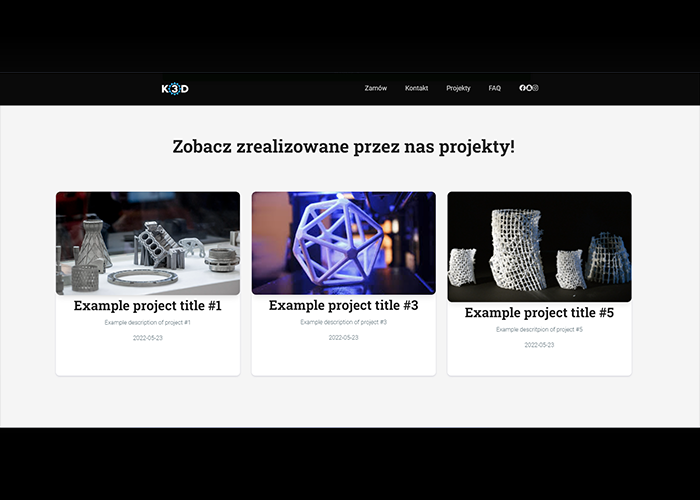 K3D
Zamów Kontakt Projekty FAQ
Zobacz zrealizowane przez nas projekty!
Example project title #1
Example description of project #1
2022-05-23
Example project title #3
Example description of project #3
2022-05-23
Example project title #5
Example descritpion of project #5
2022-05-23